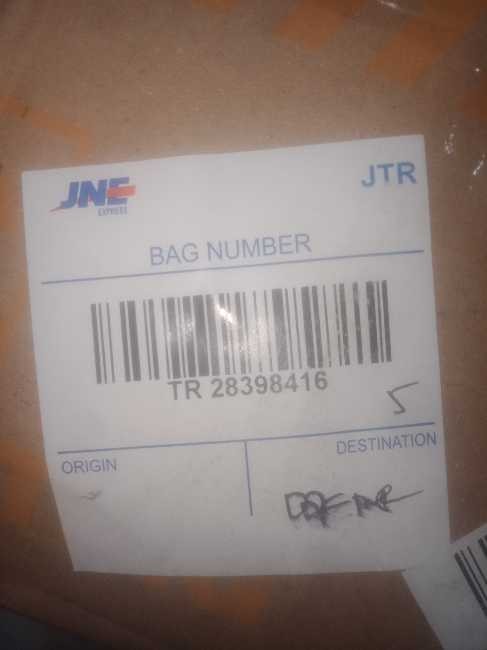 JNE
EXPRESS
JTR
BAG NUMBER
TR 28398416
5
ORIGIN
DESTINATION